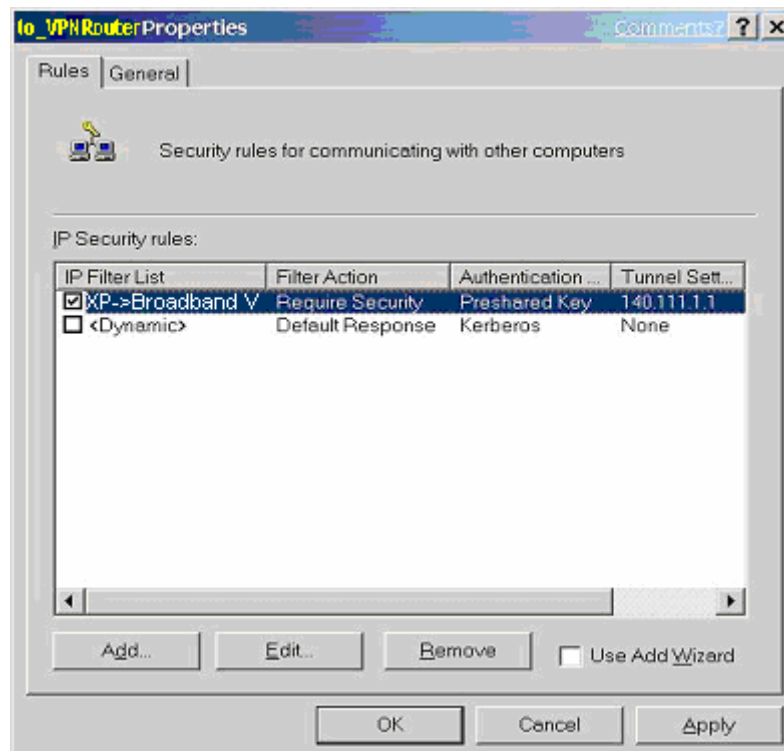 to_VPNRouterProperties Comments? ? x
Rules General
Security rules for communicating with other computers
IP Security rules:
IP Filter List Filter Action Authentication ... Tunnel Sett...
XP->Broadband V Require Security Preshared Key 140.111.1.1
<Dynamic> Default Response Kerberos None
Add... Edit... Remove Use Add Wizard
OK Cancel Apply